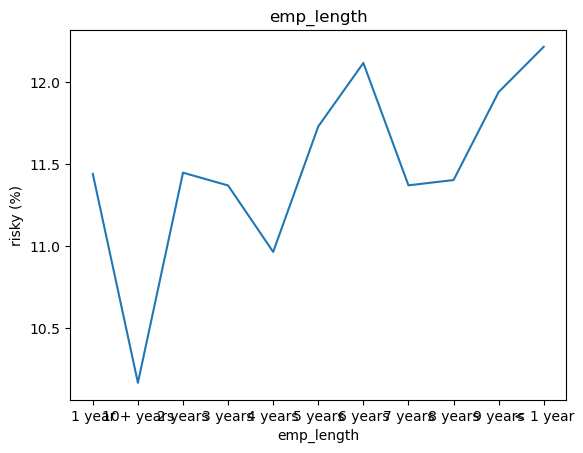 emp_length
risky (%)
12.0
11.5
11.0
10.5
1 year 10+ years 2 years 3 years 4 years 5 years 6 years 7 years 8 years 9 years < 1 year
emp_length